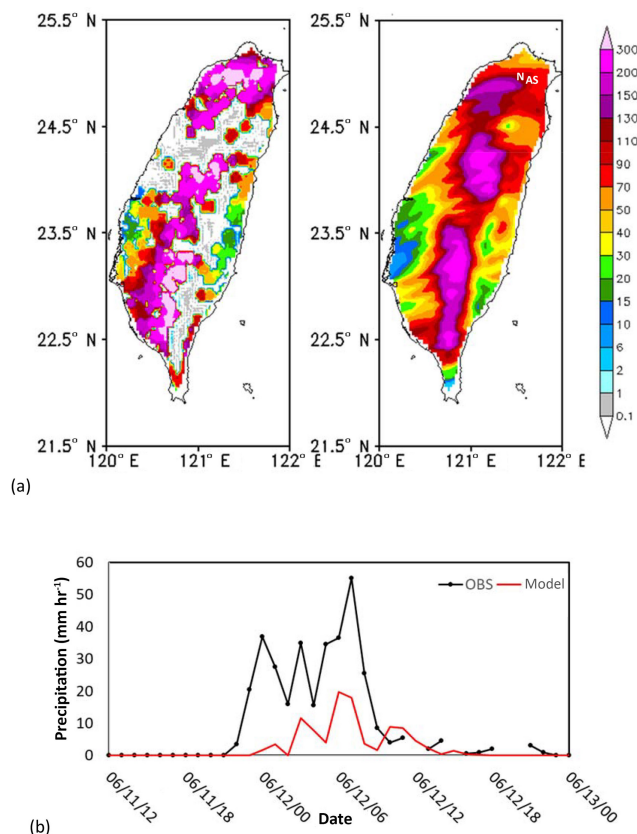 25.5° N
24.5° N
23.5° N
22.5° N
21.5° N
120° E 121° E 122° E
25.5° N
24.5° N
23.5° N
22.5° N
21.5° N
120° E 121° E 122° E
N AS
300
200
150
130
110
90
70
50
40
30
20
15
10
6
2
1
0.1
(a)
Precipitation (mm hr⁻¹)
60
50
40
30
20
10
0
OBS Model
06/11/12 06/11/18 06/12/00 06/12/06 06/12/12 06/12/18 06/13/00
Date
(b)